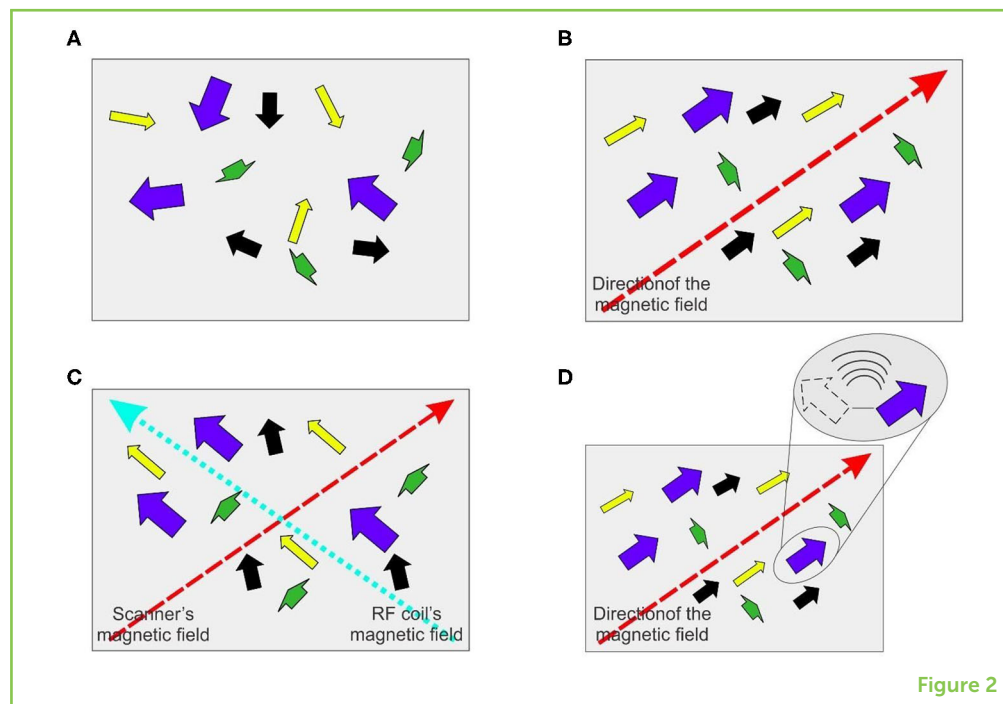 A
B
Directionof the
magnetic field
C
Scanner's
magnetic field
RF coil's
magnetic field
D
Directionof the
magnetic field
Figure 2